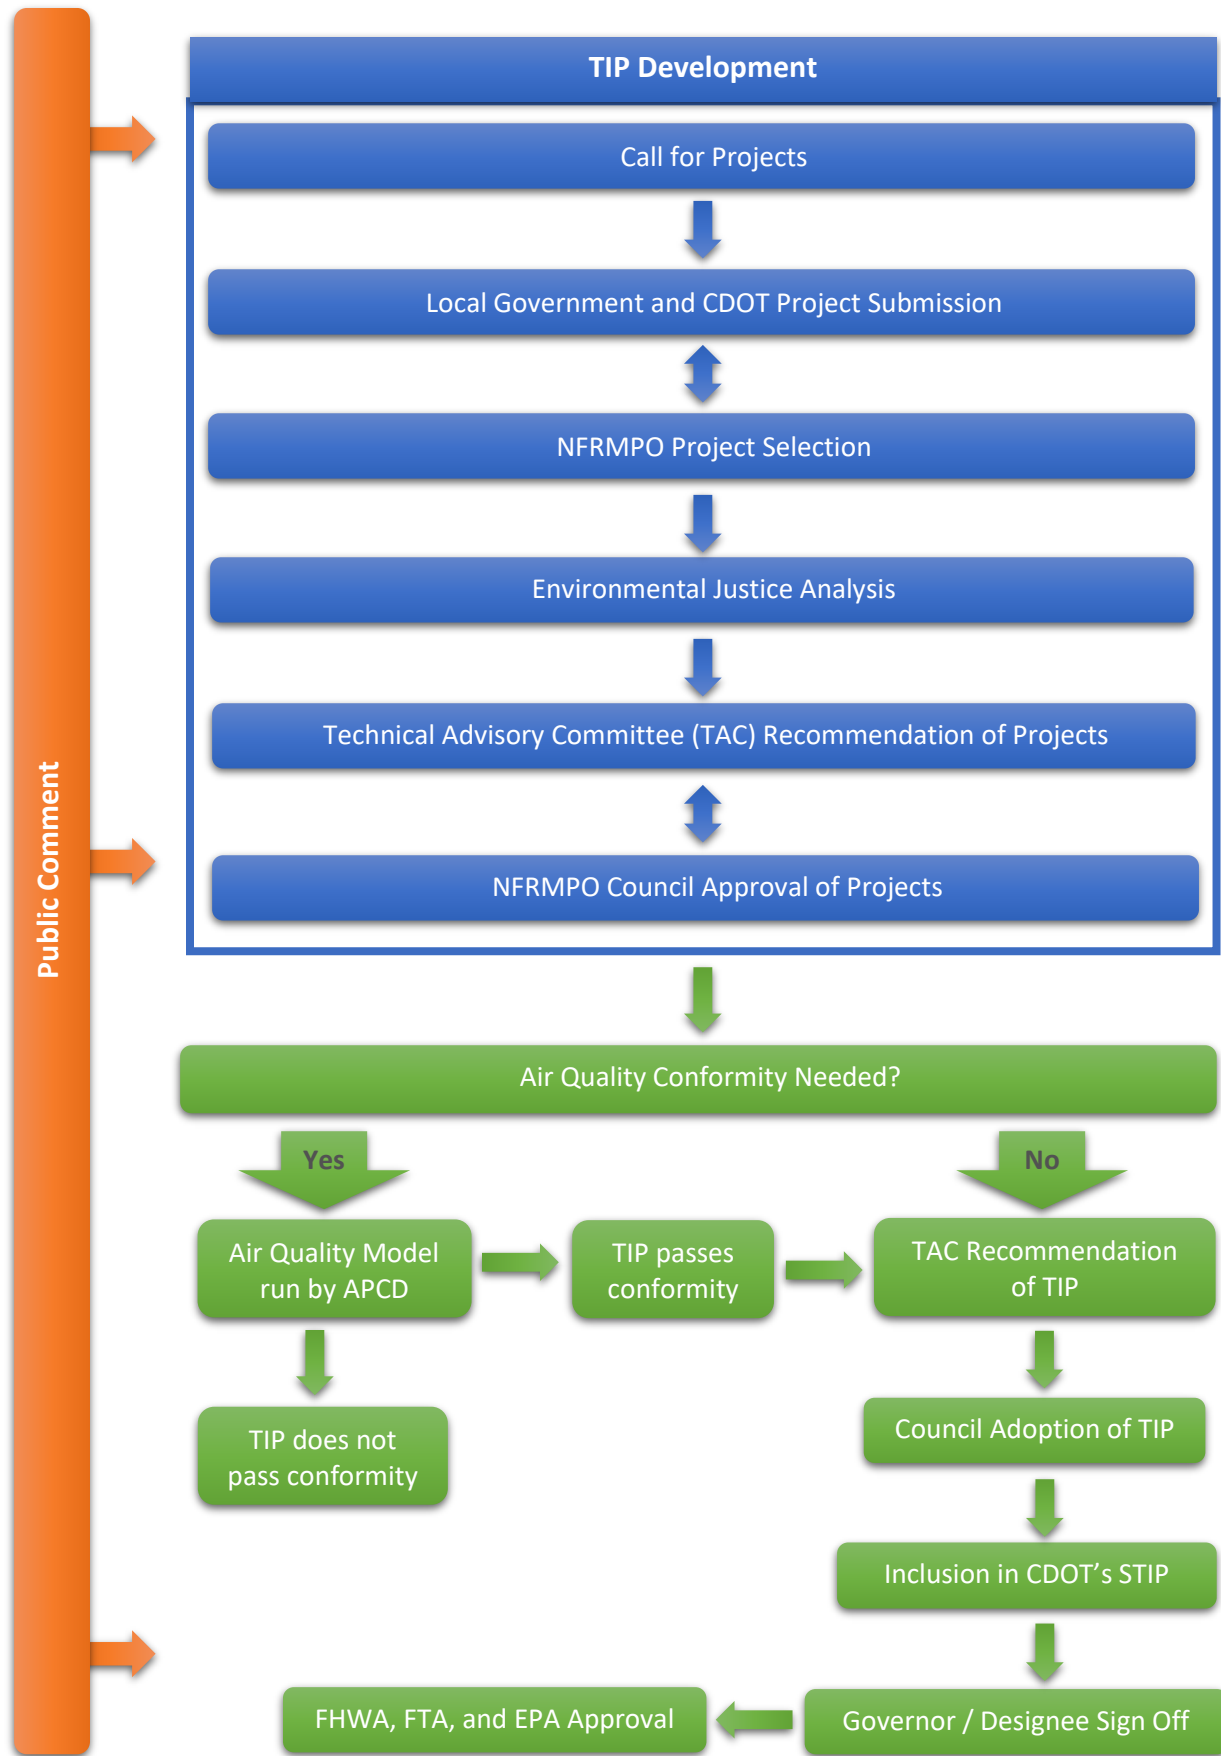 TIP Development
Call for Projects
Local Government and CDOT Project Submission
NFRMPO Project Selection
Environmental Justice Analysis
Technical Advisory Committee (TAC) Recommendation of Projects
NFRMPO Council Approval of Projects
Public Comment
Air Quality Conformity Needed?
Yes
No
Air Quality Model
run by APCD
TIP passes
conformity
TAC Recommendation
of TIP
TIP does not
pass conformity
Council Adoption of TIP
Inclusion in CDOT’s STIP
Governor / Designee Sign Off
FHWA, FTA, and EPA Approval